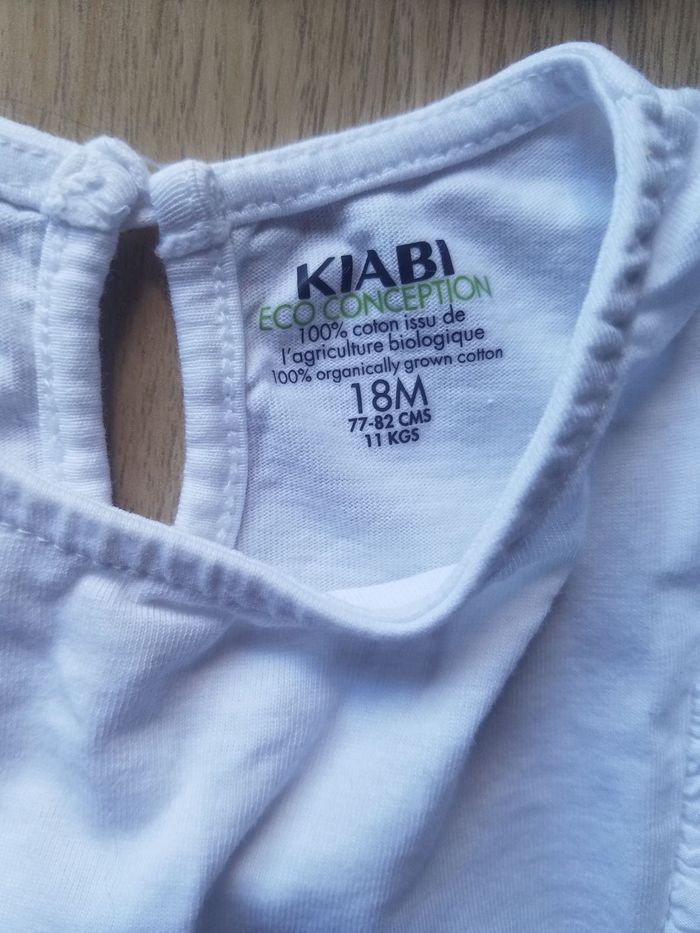 KIABI
ECO CONCEPTION
100% coton issu de
l'agriculture biologique
100% organically grown cotton
18M
77-82 CMS
11 KGS